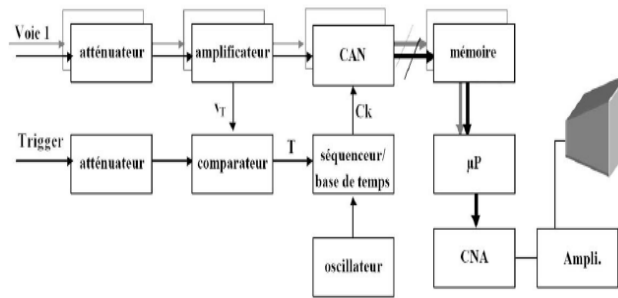 Voie 1
atténuateur
amplificateur
CAN
mémoire
vT
Ck
Trigger
atténuateur
comparateur
T
séquenceur/
base de temps
µP
oscillateur
CNA
Ampli.